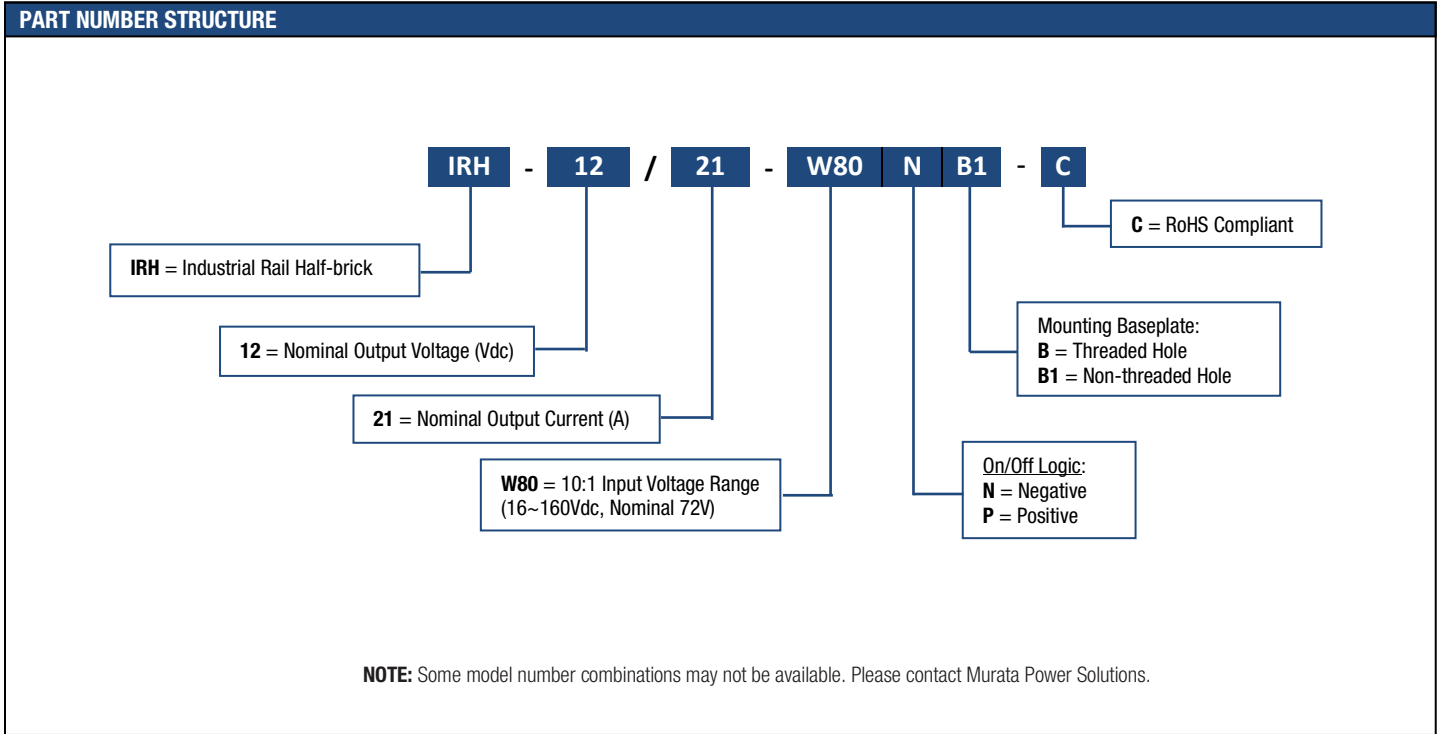 PART NUMBER STRUCTURE
IRH - 12 / 21 - W80 N B1 - C
C = RoHS Compliant
IRH = Industrial Rail Half-brick
12 = Nominal Output Voltage (Vdc)
Mounting Baseplate:
B = Threaded Hole
B1 = Non-threaded Hole
21 = Nominal Output Current (A)
W80 = 10:1 Input Voltage Range
(16~160Vdc, Nominal 72V)
On/Off Logic:
N = Negative
P = Positive
NOTE: Some model number combinations may not be available. Please contact Murata Power Solutions.